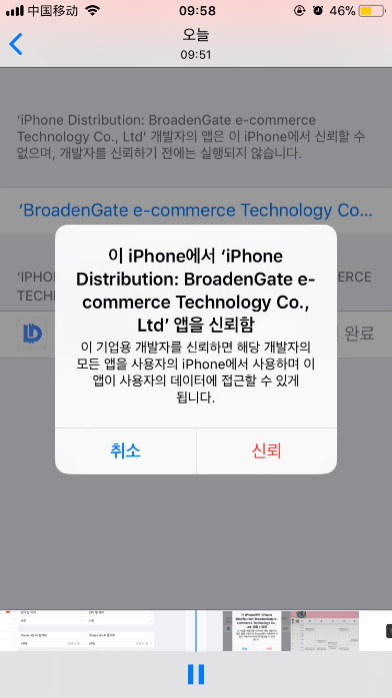 中国移动 09:58 46%
오늘
09:51
‘iPhone Distribution: BroadenGate e-commerce
Technology Co., Ltd’ 개발자의 앱은 이 iPhone에서 신뢰할 수
없으며, 개발자를 신뢰하기 전에는 실행되지 않습니다.
‘BroadenGate e-commerce Technology Co...
이 iPhone에서 ‘iPhone
Distribution: BroadenGate e-
commerce Technology Co.,
Ltd’ 앱을 신뢰함
이 기업용 개발자를 신뢰하면 해당 개발자의
모든 앱을 사용자의 iPhone에서 사용하며 이
앱이 사용자의 데이터에 접근할 수 있게
됩니다.
‘IPHO ERCE
TECH
완료
취소 신뢰